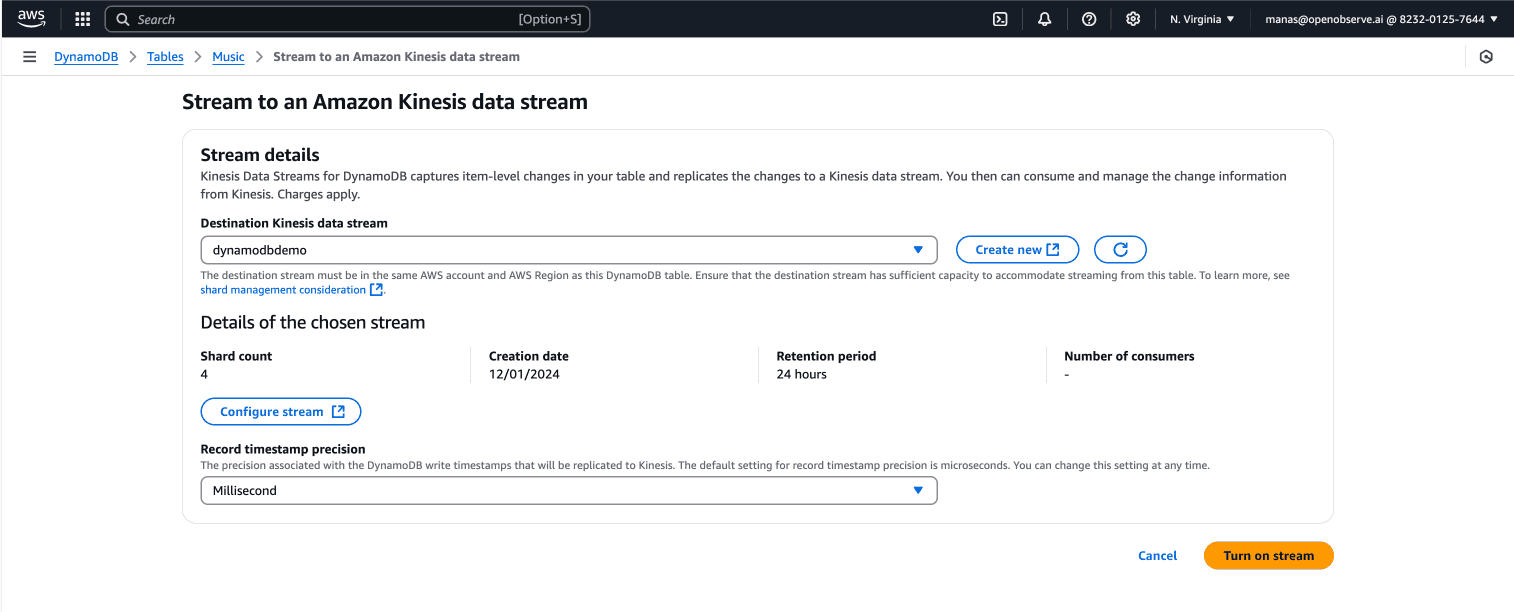 aws
Search
[Option+S]
N. Virginia
manas@openobserve.ai @ 8232-0125-7644
DynamoDB
Tables
Music
Stream to an Amazon Kinesis data stream
Stream to an Amazon Kinesis data stream
Stream details
Kinesis Data Streams for DynamoDB captures item-level changes in your table and replicates the changes to a Kinesis data stream. You then can consume and manage the change information
from Kinesis. Charges apply.
Destination Kinesis data stream
dynamodbdemo
Create new
The destination stream must be in the same AWS account and AWS Region as this DynamoDB table. Ensure that the destination stream has sufficient capacity to accommodate streaming from this table. To learn more, see
shard management consideration.
Details of the chosen stream
Shard count
4
Creation date
12/01/2024
Retention period
24 hours
Number of consumers
-
Configure stream
Record timestamp precision
The precision associated with the DynamoDB write timestamps that will be replicated to Kinesis. The default setting for record timestamp precision is microseconds. You can change this setting at any time.
Millisecond
Cancel
Turn on stream